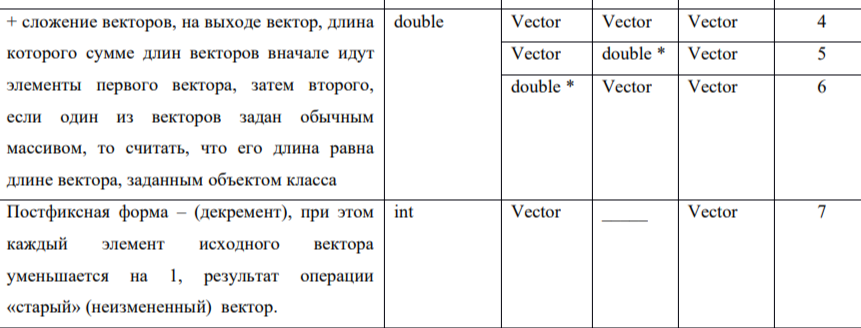 + сложение векторов, на выходе вектор, длина double Vector Vector Vector 4
которого сумме длин векторов вначале идут Vector double * Vector 5
элементы первого вектора, затем второго, double * Vector Vector 6
если один из векторов задан обычным
массивом, то считать, что его длина равна
длине вектора, заданным объектом класса
Постфиксная форма – (декремент), при этом int Vector _____ Vector 7
каждый элемент исходного вектора
уменьшается на 1, результат операции
«старый» (неизмененный) вектор.